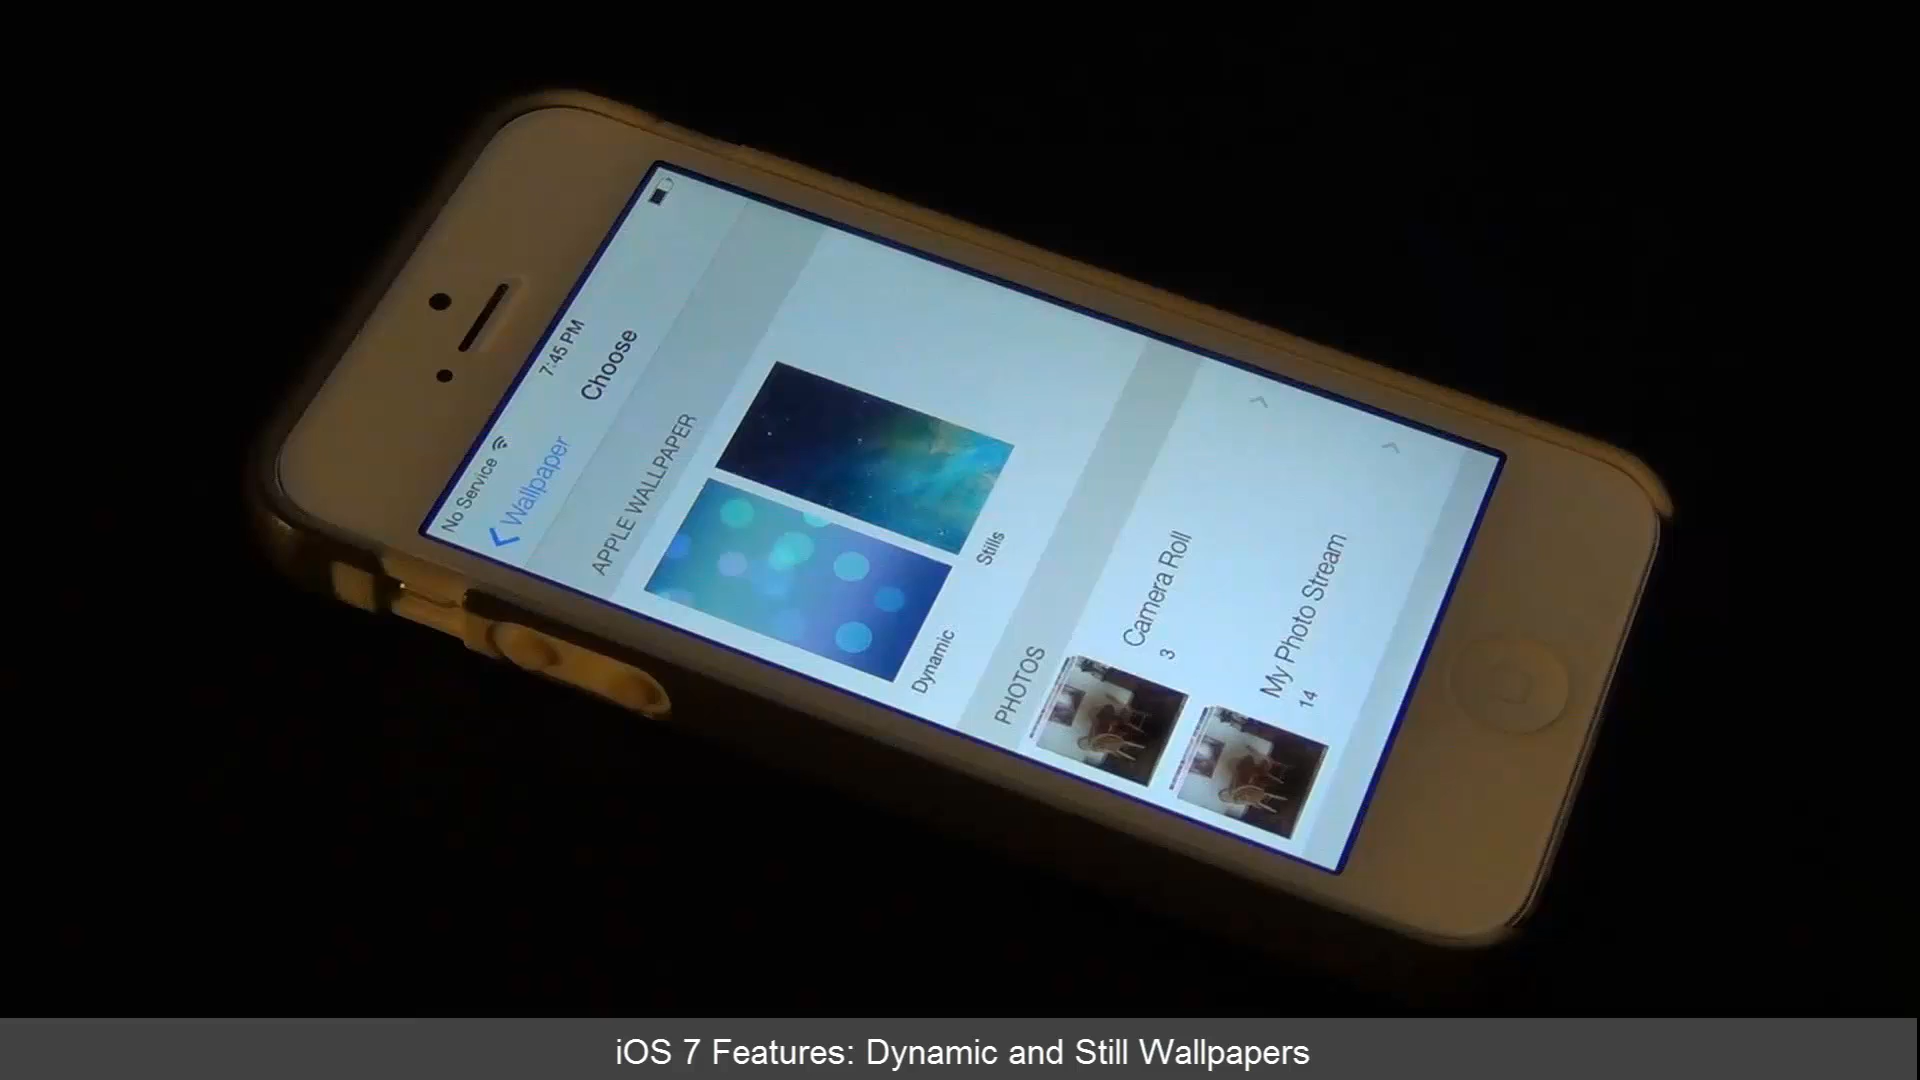 No Service 7:45 PM
Wallpaper Choose
APPLE WALLPAPER
Dynamic Stills
PHOTOS
Camera Roll
3
My Photo Stream
14
iOS 7 Features: Dynamic and Still Wallpapers